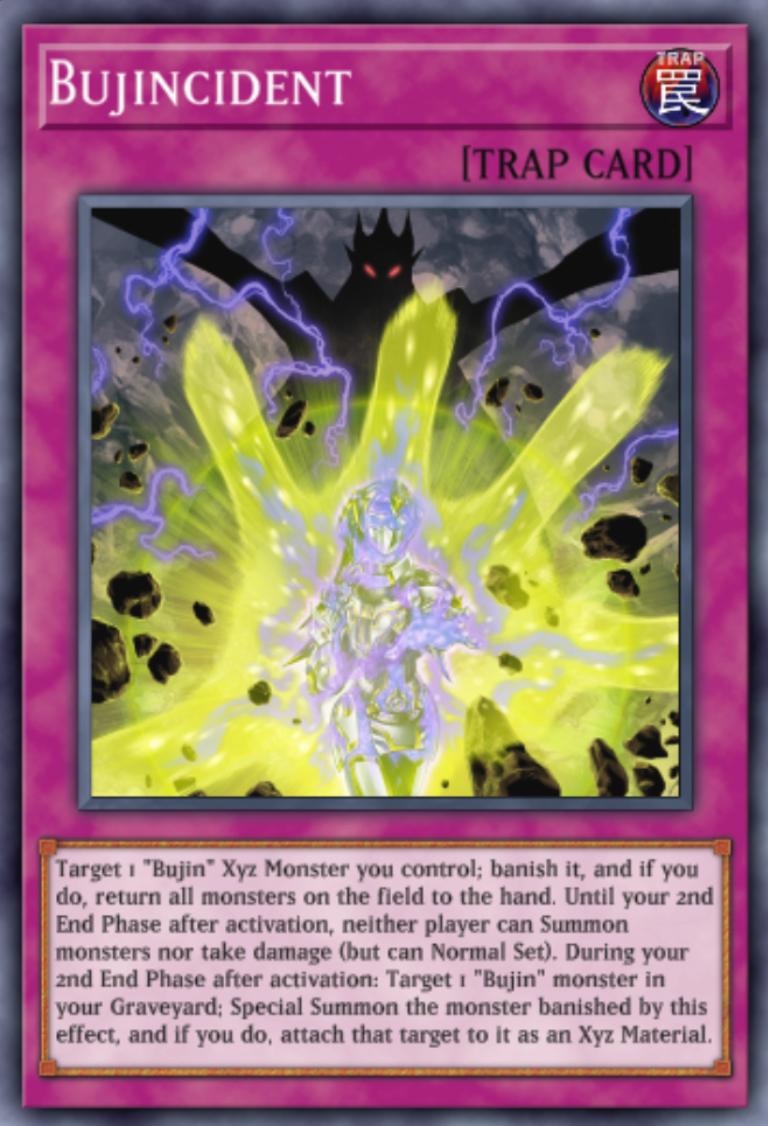 Bujincident
TRAP
罠
[TRAP CARD]
Target 1 "Bujin" Xyz Monster you control; banish it, and if you
do, return all monsters on the field to the hand. Until your 2nd
End Phase after activation, neither player can Summon
monsters nor take damage (but can Normal Set). During your
2nd End Phase after activation: Target 1 "Bujin" monster in
your Graveyard; Special Summon the monster banished by this
effect, and if you do, attach that target to it as an Xyz Material.